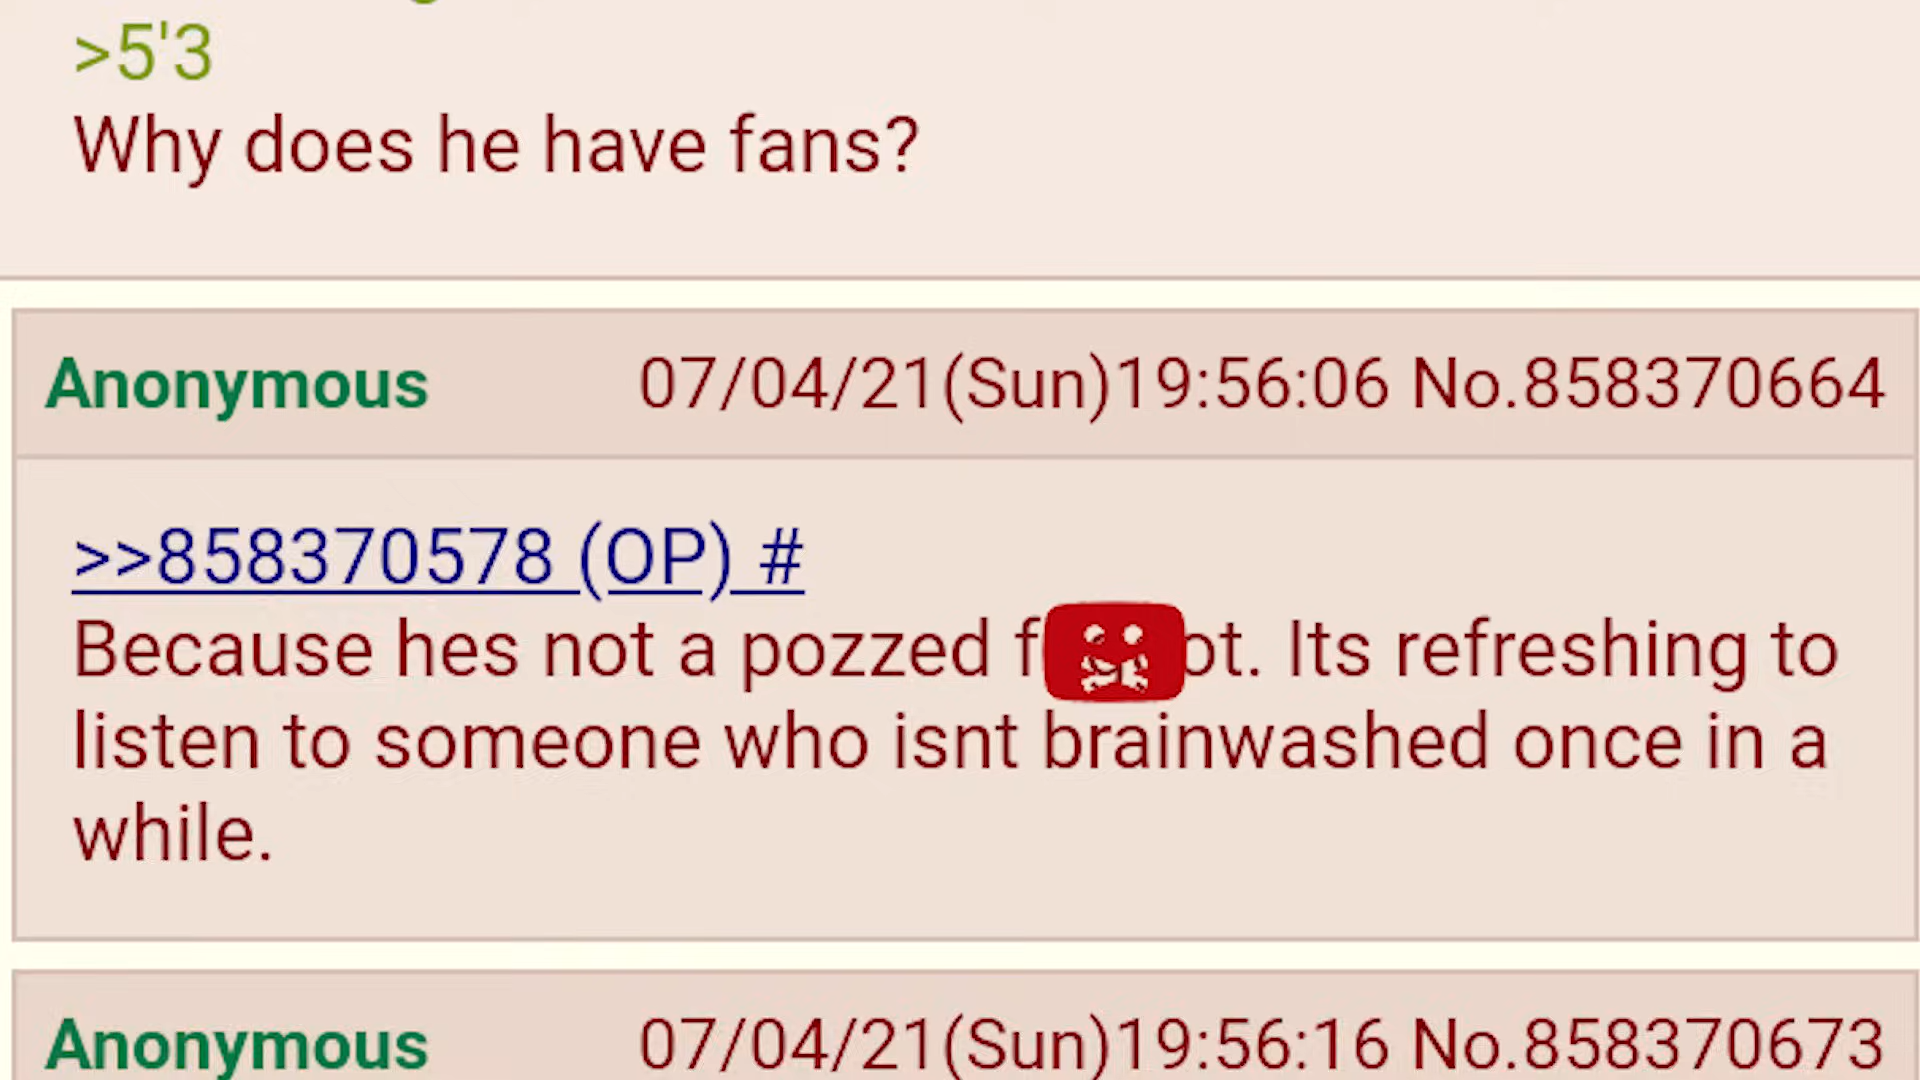 >5'3
Why does he have fans?
Anonymous 07/04/21(Sun)19:56:06 No.858370664
>>858370578 (OP) #
Because hes not a pozzed f ot. Its refreshing to
listen to someone who isnt brainwashed once in a
while.
Anonymous 07/04/21(Sun)19:56:16 No.858370673